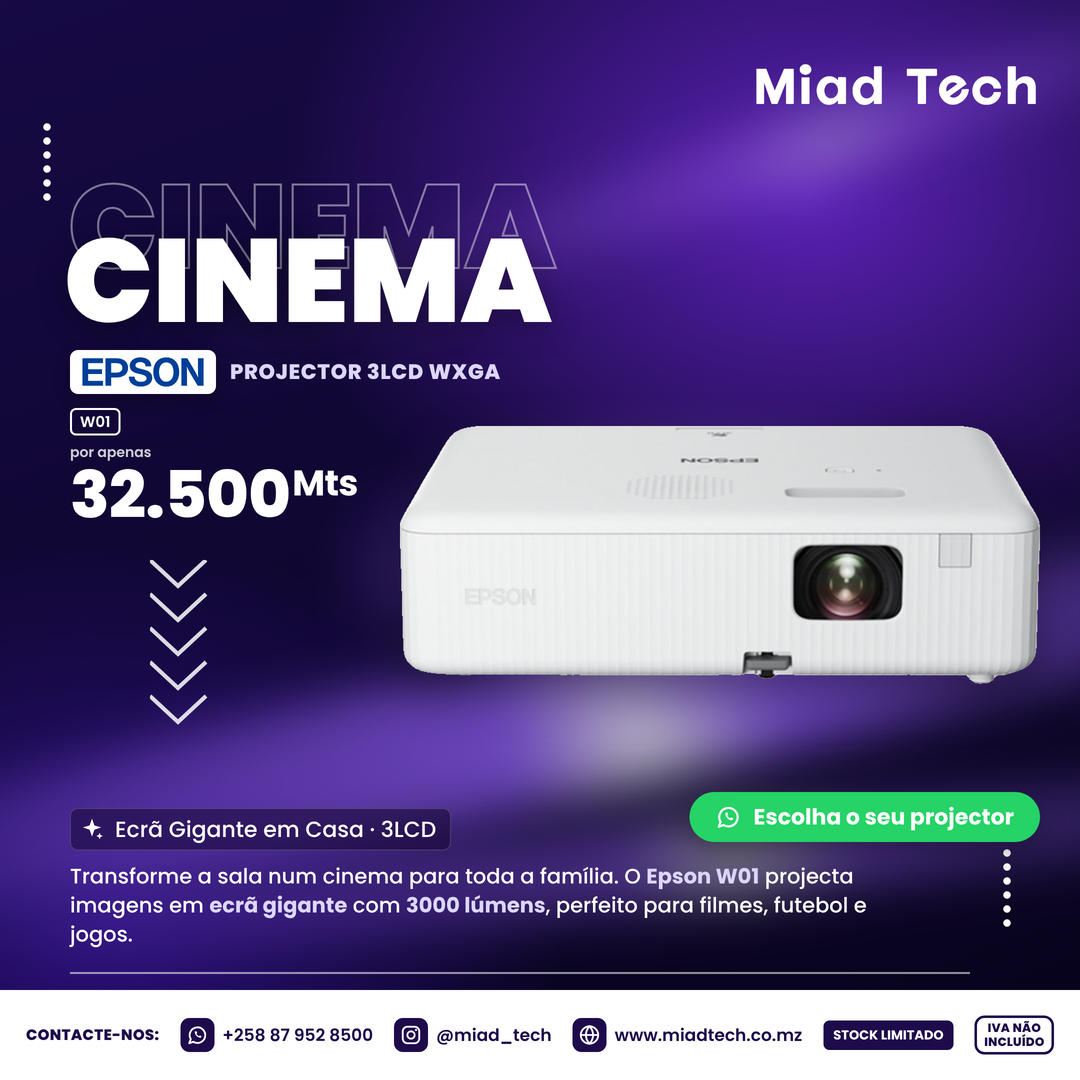 Miad Tech
CINEMA
CINEMA
EPSON PROJECTOR 3LCD WXGA
W01
por apenas
32.500Mts
EPSON
EPSON
Ecrã Gigante em Casa · 3LCD
Escolha o seu projector
Transforme a sala num cinema para toda a família. O Epson W01 projecta
imagens em ecrã gigante com 3000 lúmens, perfeito para filmes, futebol e
jogos.
CONTACTE-NOS: +258 87 952 8500 @miad_tech www.miadtech.co.mz STOCK LIMITADO
IVA NÃO
INCLUÍDO